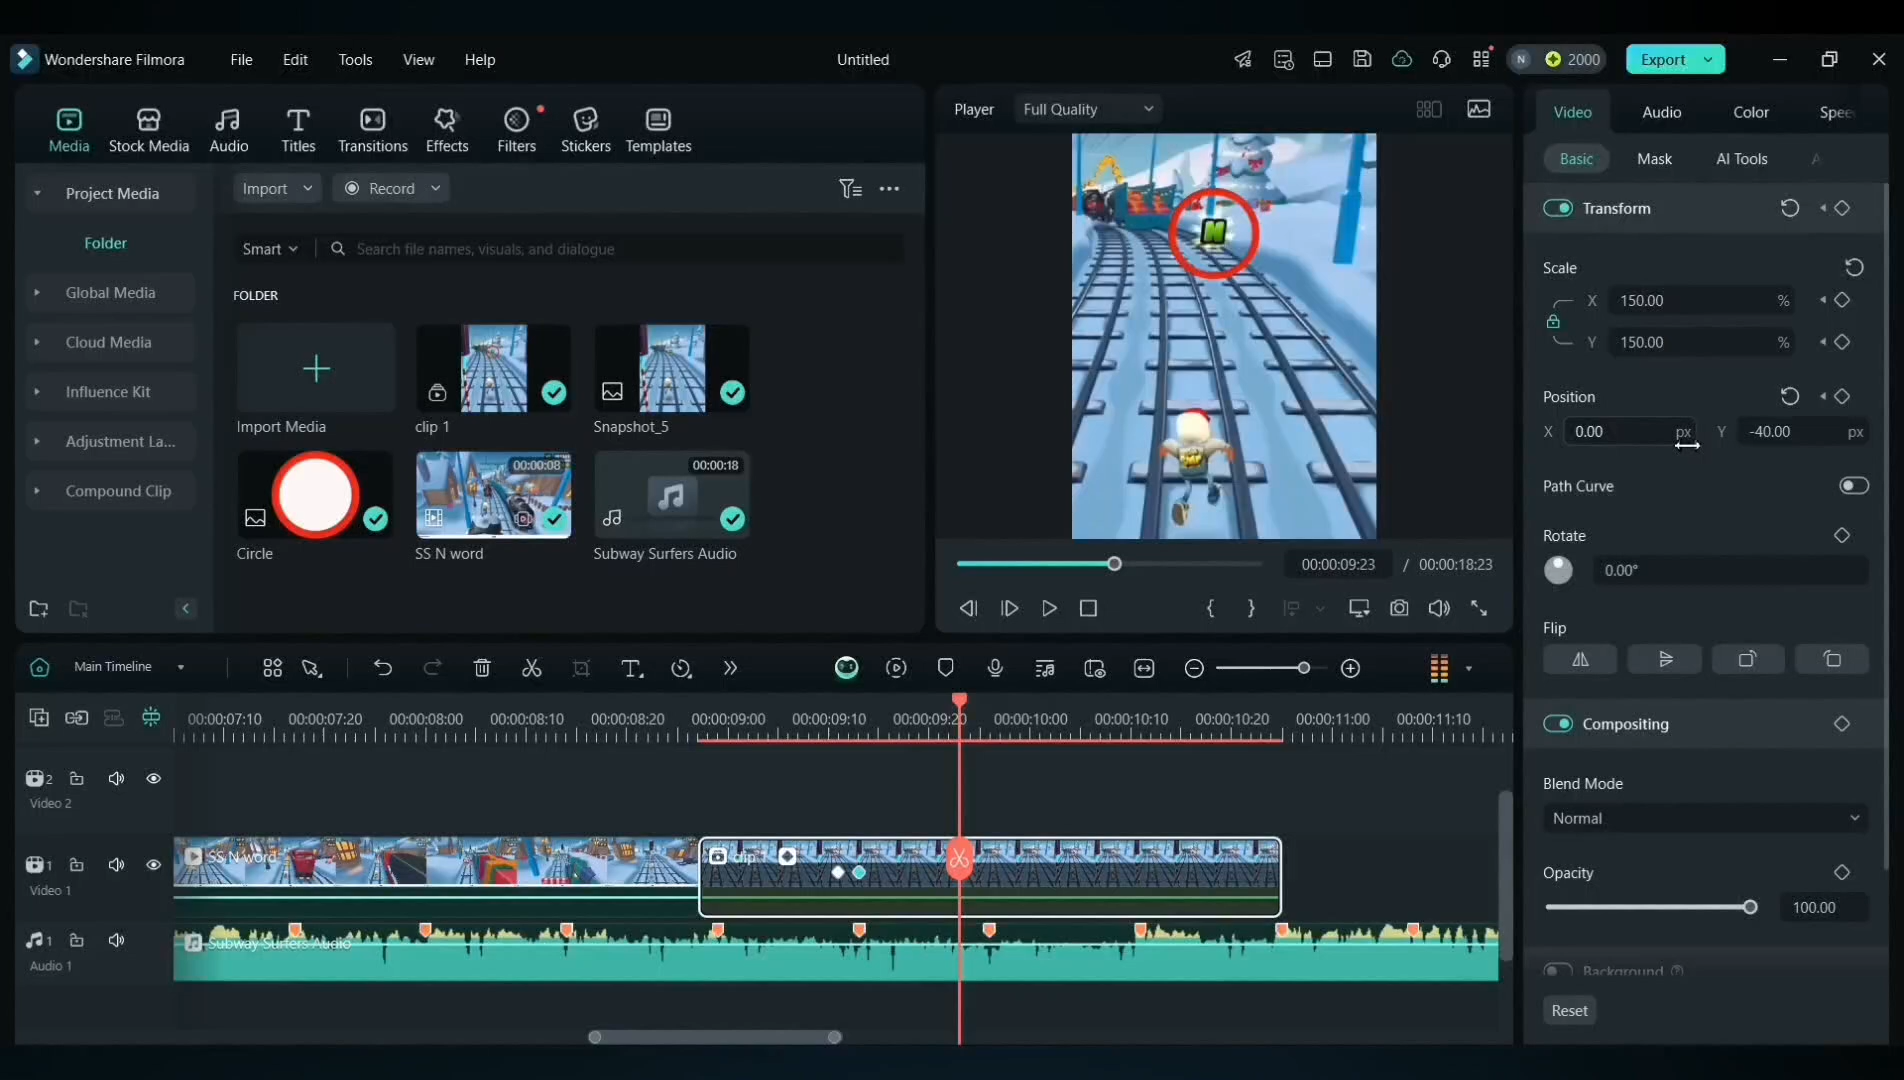 Wondershare Filmora File Edit Tools View Help Untitled N 2000 Export
Media Stock Media Audio Titles Transitions Effects Filters Stickers Templates
Project Media
Folder
Global Media
Cloud Media
Influence Kit
Adjustment La...
Compound Clip
Import Record
Smart Search file names, visuals, and dialogue
FOLDER
Import Media clip 1 Snapshot_5
00:00:08 00:00:18
Circle SS N word Subway Surfers Audio
Player Full Quality
N
00:00:09:23 / 00:00:18:23
{ }
Video Audio Color Spee
Basic Mask AI Tools A
Transform
Scale
X 150.00 %
Y 150.00 %
Position
X 0.00 px Y -40.00 px
Path Curve
Rotate
0.00°
Flip
Compositing
Blend Mode
Normal
Opacity
100.00
Background
Reset
Main Timeline
00:00:07:10 00:00:07:20 00:00:08:00 00:00:08:10 00:00:08:20 00:00:09:00 00:00:09:10 00:00:09:20 00:00:10:00 00:00:10:10 00:00:10:20 00:00:11:00 00:00:11:10
2
Video 2
1
Video 1
SS N word
clip 1
1
Audio 1
Subway Surfers Audio